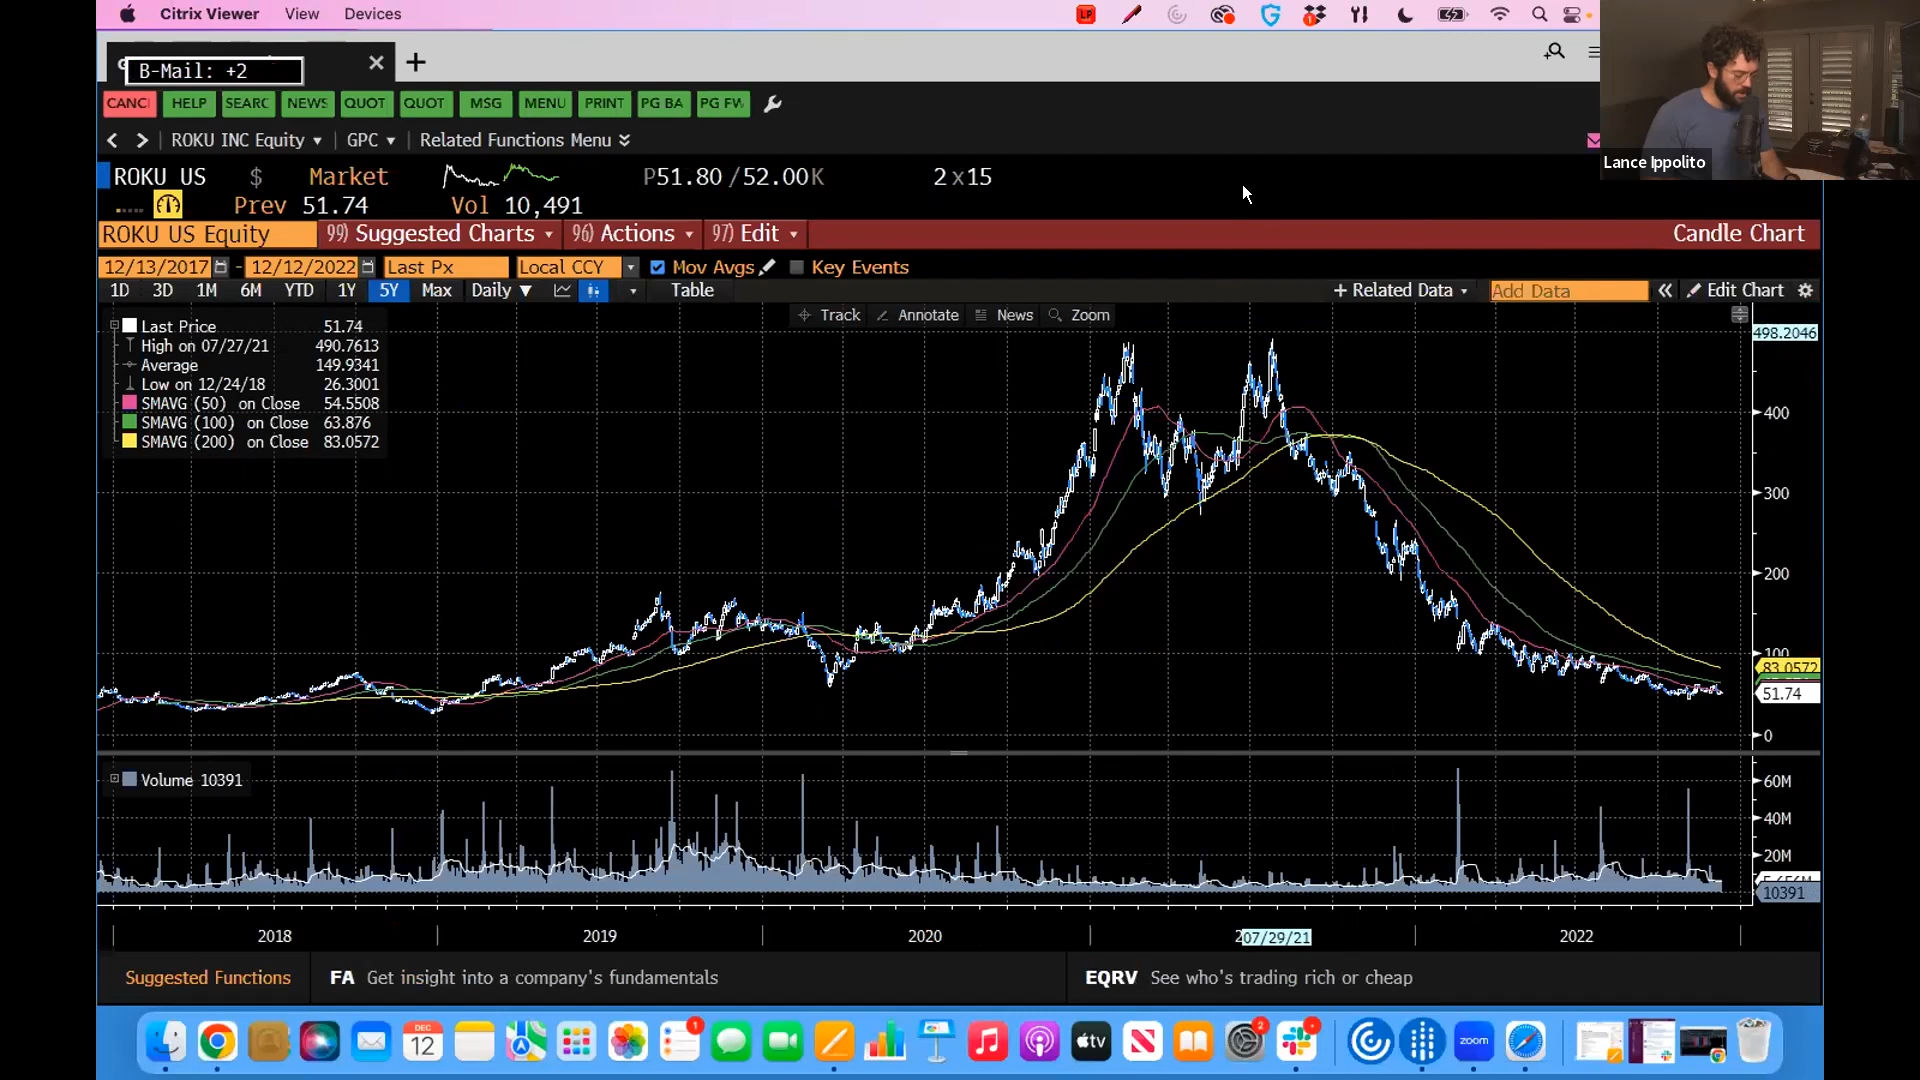 Citrix Viewer View Devices
B-Mail: +2
CANCL HELP SEARC NEWS QUOT QUOT MSG MENU PRINT PG BA PG FW
ROKU INC Equity GPC Related Functions Menu
ROKU US $ Market P51.80 /52.00K 2x15
Prev 51.74 Vol 10,491
Lance Ippolito
ROKU US Equity 99) Suggested Charts 96) Actions 97) Edit Candle Chart
12/13/2017 - 12/12/2022 Last Px Local CCY Mov Avgs Key Events
1D 3D 1M 6M YTD 1Y 5Y Max Daily Table + Related Data Add Data Edit Chart
Track Annotate News Zoom
Last Price 51.74
High on 07/27/21 490.7613
Average 149.9341
Low on 12/24/18 26.3001
SMAVG (50) on Close 54.5508
SMAVG (100) on Close 63.876
SMAVG (200) on Close 83.0572
498.2046
400
300
200
100
83.0572
51.74
0
Volume 10391
60M
40M
20M
10391
2018 2019 2020 07/29/21 2022
Suggested Functions FA Get insight into a company's fundamentals EQRV See who's trading rich or cheap
DEC
12
1
tv
2
zoom